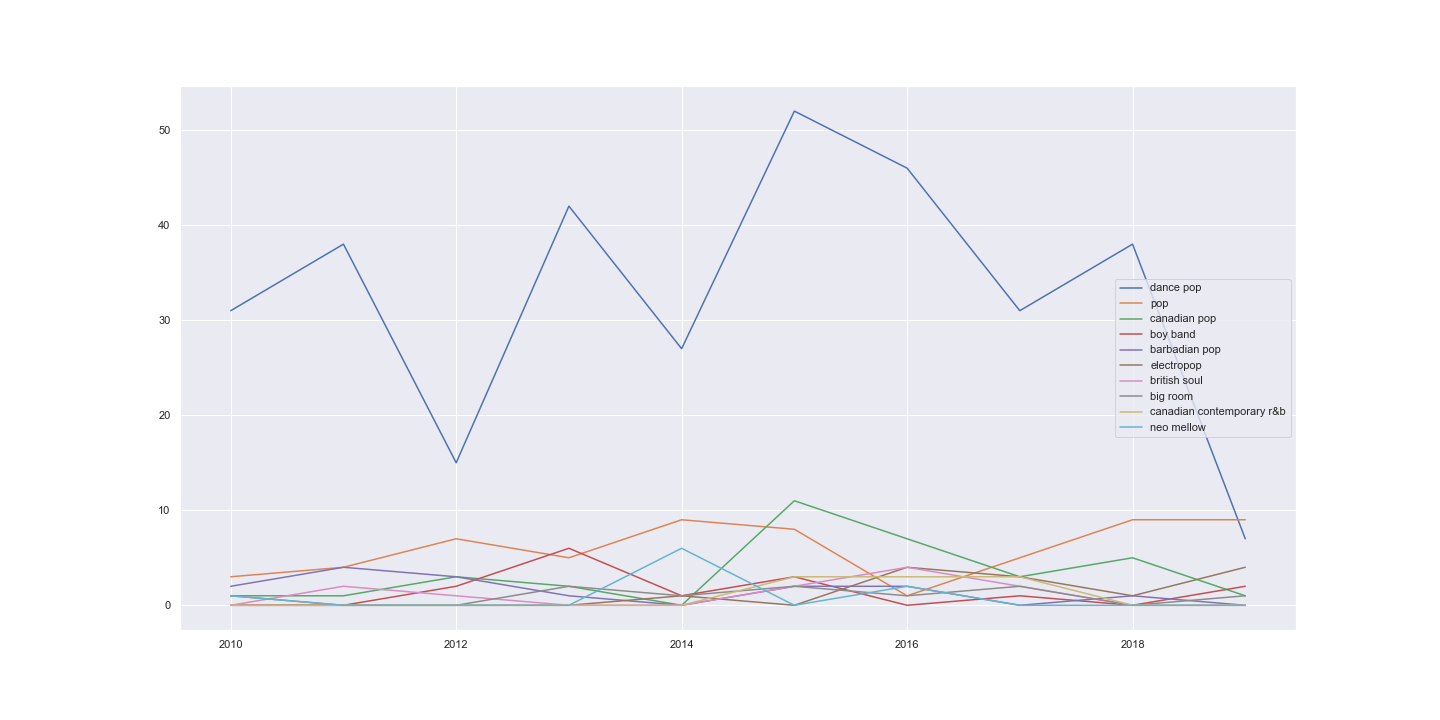 50
40
30
20
10
0
2010
2012
2014
2016
2018
dance pop
pop
canadian pop
boy band
barbadian pop
electropop
british soul
big room
canadian contemporary r&b
neo mellow